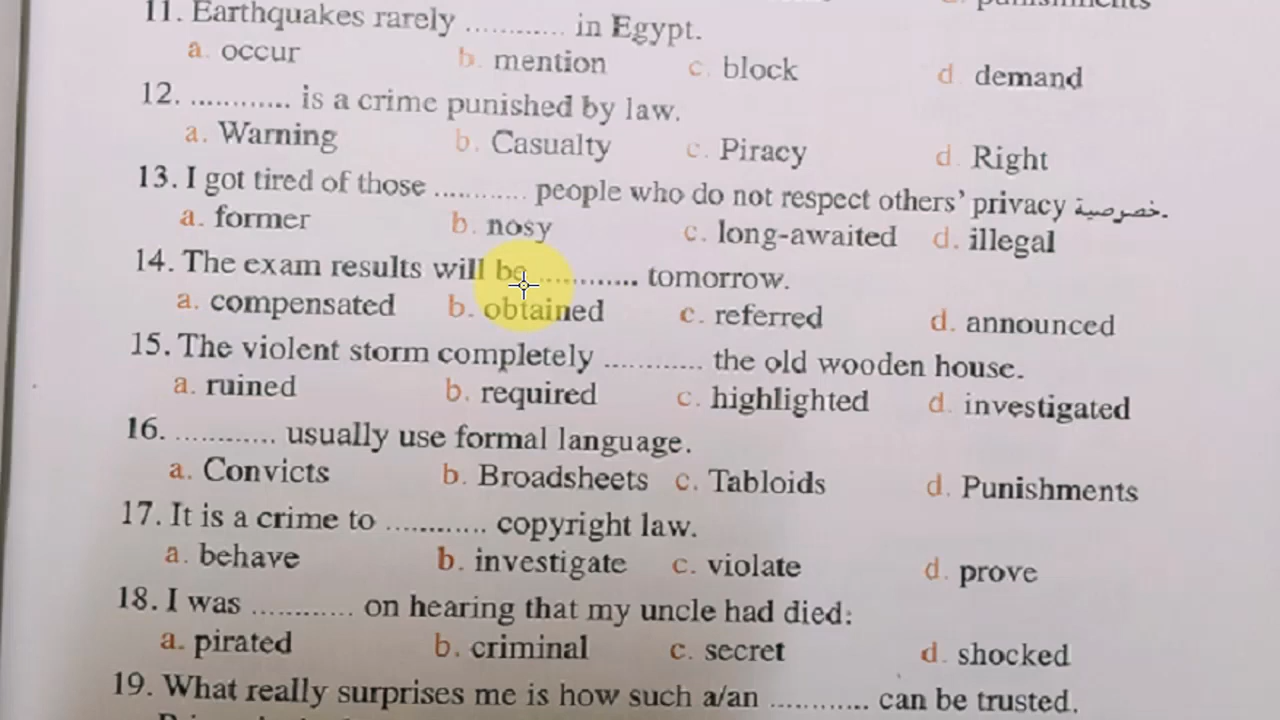 11. Earthquakes rarely ............ in Egypt.
a. occur b. mention c. block d. demand
12. ............ is a crime punished by law.
a. Warning b. Casualty c. Piracy d. Right
13. I got tired of those ........... people who do not respect others' privacy خصوصية.
a. former b. nosy c. long-awaited d. illegal
14. The exam results will be ............ tomorrow.
a. compensated b. obtained c. referred d. announced
15. The violent storm completely ............ the old wooden house.
a. ruined b. required c. highlighted d. investigated
16. ............ usually use formal language.
a. Convicts b. Broadsheets c. Tabloids d. Punishments
17. It is a crime to ............ copyright law.
a. behave b. investigate c. violate d. prove
18. I was ............ on hearing that my uncle had died:
a. pirated b. criminal c. secret d. shocked
19. What really surprises me is how such a/an ............ can be trusted.